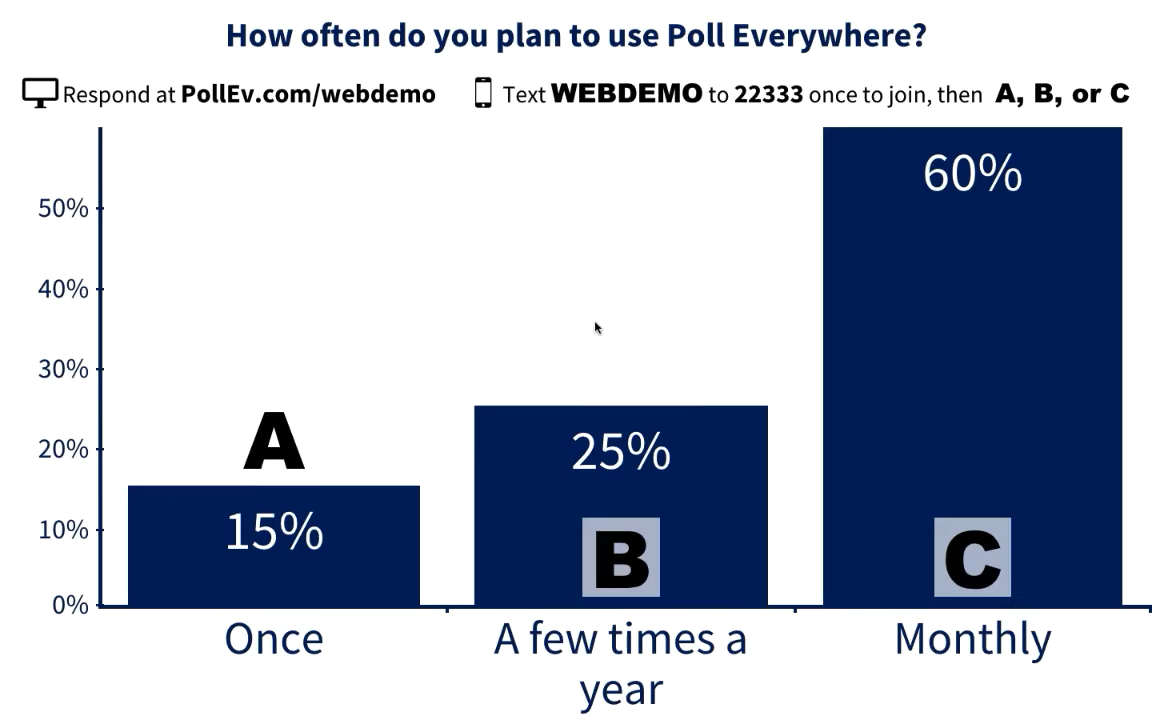 How often do you plan to use Poll Everywhere?
Respond at PollEv.com/webdemo
Text WEBDEMO to 22333 once to join, then A, B, or C
60%
50%
40%
30%
A
20%
25%
15%
10%
B
C
0%
Once
A few times a
year
Monthly